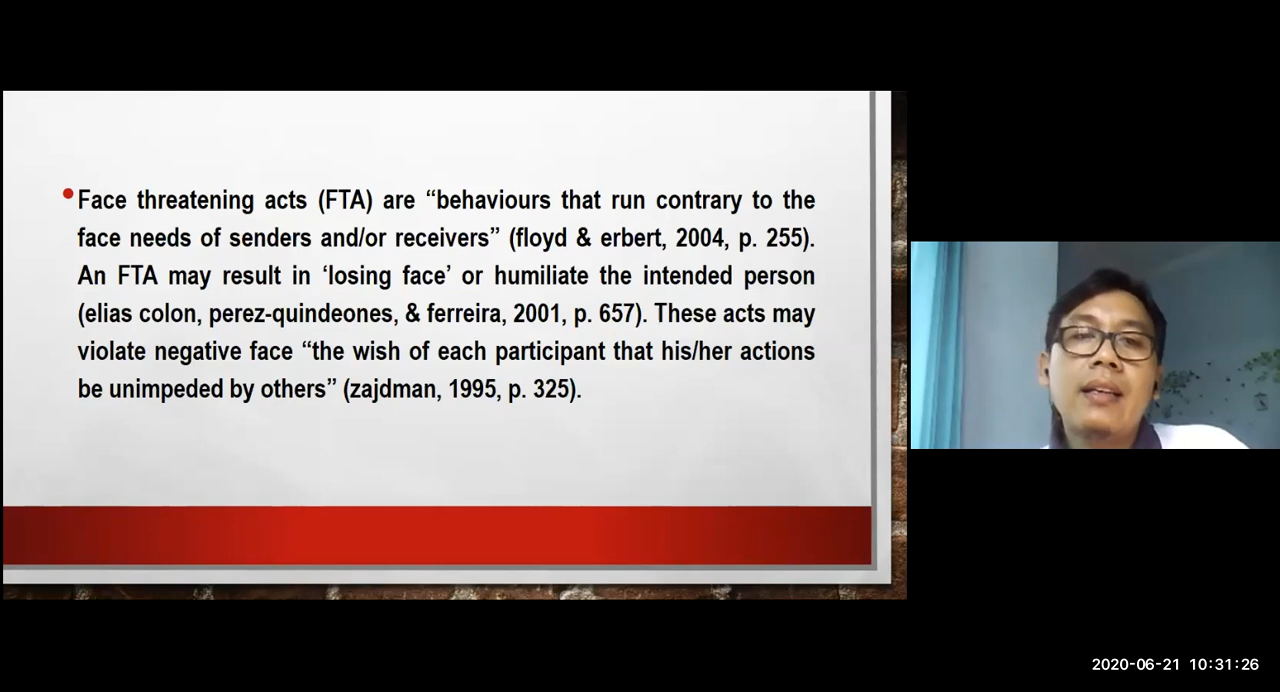 • Face threatening acts (FTA) are “behaviours that run contrary to the
face needs of senders and/or receivers” (floyd & erbert, 2004, p. 255).
An FTA may result in ‘losing face’ or humiliate the intended person
(elias colon, perez-quindeones, & ferreira, 2001, p. 657). These acts may
violate negative face “the wish of each participant that his/her actions
be unimpeded by others” (zajdman, 1995, p. 325).
2020-06-21 10:31:26